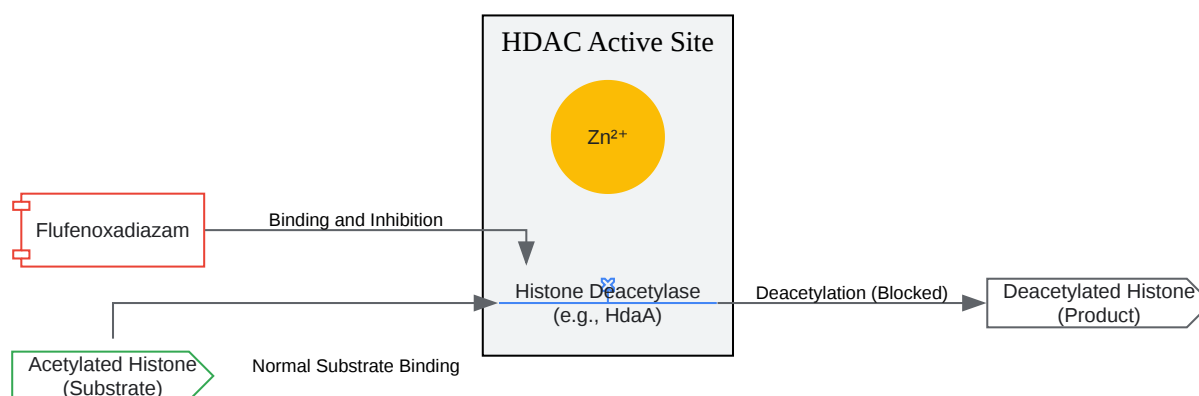 HDAC Active Site
Zn²⁺
Flufenoxadiazam
Binding and Inhibition
Histone Deacetylase
(e.g., HdaA)
Deacetylation (Blocked)
Deacetylated Histone
(Product)
Acetylated Histone
(Substrate)
Normal Substrate Binding